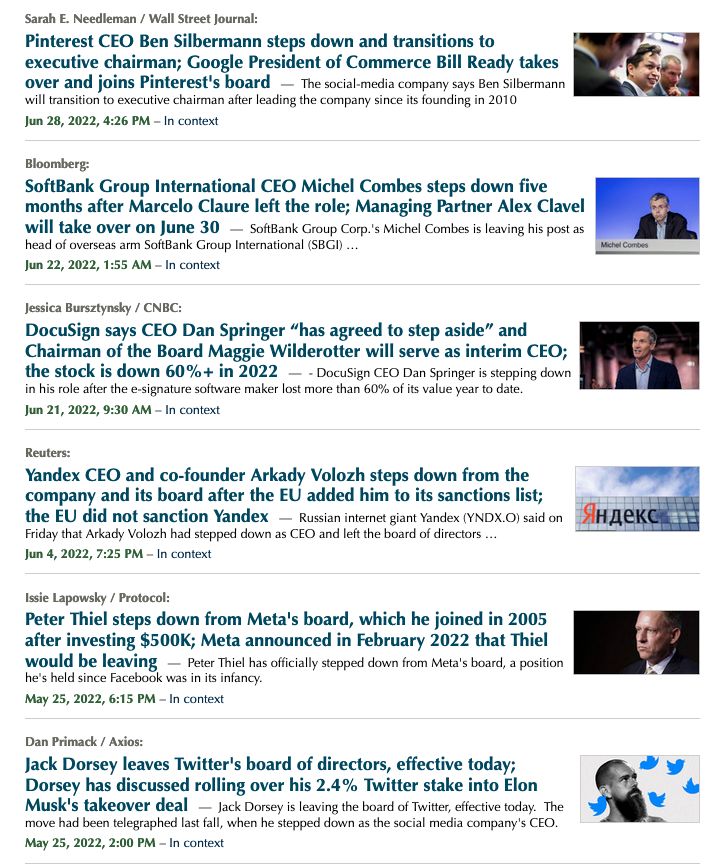 Sarah E. Needleman / Wall Street Journal:
Pinterest CEO Ben Silbermann steps down and transitions to
executive chairman; Google President of Commerce Bill Ready takes
over and joins Pinterest's board — The social-media company says Ben Silbermann
will transition to executive chairman after leading the company since its founding in 2010
Jun 28, 2022, 4:26 PM – In context
Bloomberg:
SoftBank Group International CEO Michel Combes steps down five
months after Marcelo Claure left the role; Managing Partner Alex Clavel
will take over on June 30 — SoftBank Group Corp.'s Michel Combes is leaving his post as
head of overseas arm SoftBank Group International (SBGI) …
Michel Combes
Jun 22, 2022, 1:55 AM – In context
Jessica Bursztynsky / CNBC:
DocuSign says CEO Dan Springer “has agreed to step aside” and
Chairman of the Board Maggie Wilderotter will serve as interim CEO;
the stock is down 60%+ in 2022 — - DocuSign CEO Dan Springer is stepping down
in his role after the e-signature software maker lost more than 60% of its value year to date.
Jun 21, 2022, 9:30 AM – In context
Reuters:
Yandex CEO and co-founder Arkady Volozh steps down from the
company and its board after the EU added him to its sanctions list;
the EU did not sanction Yandex — Russian internet giant Yandex (YNDX.O) said on
Friday that Arkady Volozh had stepped down as CEO and left the board of directors …
Яндекс
Jun 4, 2022, 7:25 PM – In context
Issie Lapowsky / Protocol:
Peter Thiel steps down from Meta's board, which he joined in 2005
after investing $500K; Meta announced in February 2022 that Thiel
would be leaving — Peter Thiel has officially stepped down from Meta's board, a position
he's held since Facebook was in its infancy.
May 25, 2022, 6:15 PM – In context
Dan Primack / Axios:
Jack Dorsey leaves Twitter's board of directors, effective today;
Dorsey has discussed rolling over his 2.4% Twitter stake into Elon
Musk's takeover deal — Jack Dorsey is leaving the board of Twitter, effective today. The
move had been telegraphed last fall, when he stepped down as the social media company's CEO.
May 25, 2022, 2:00 PM – In context